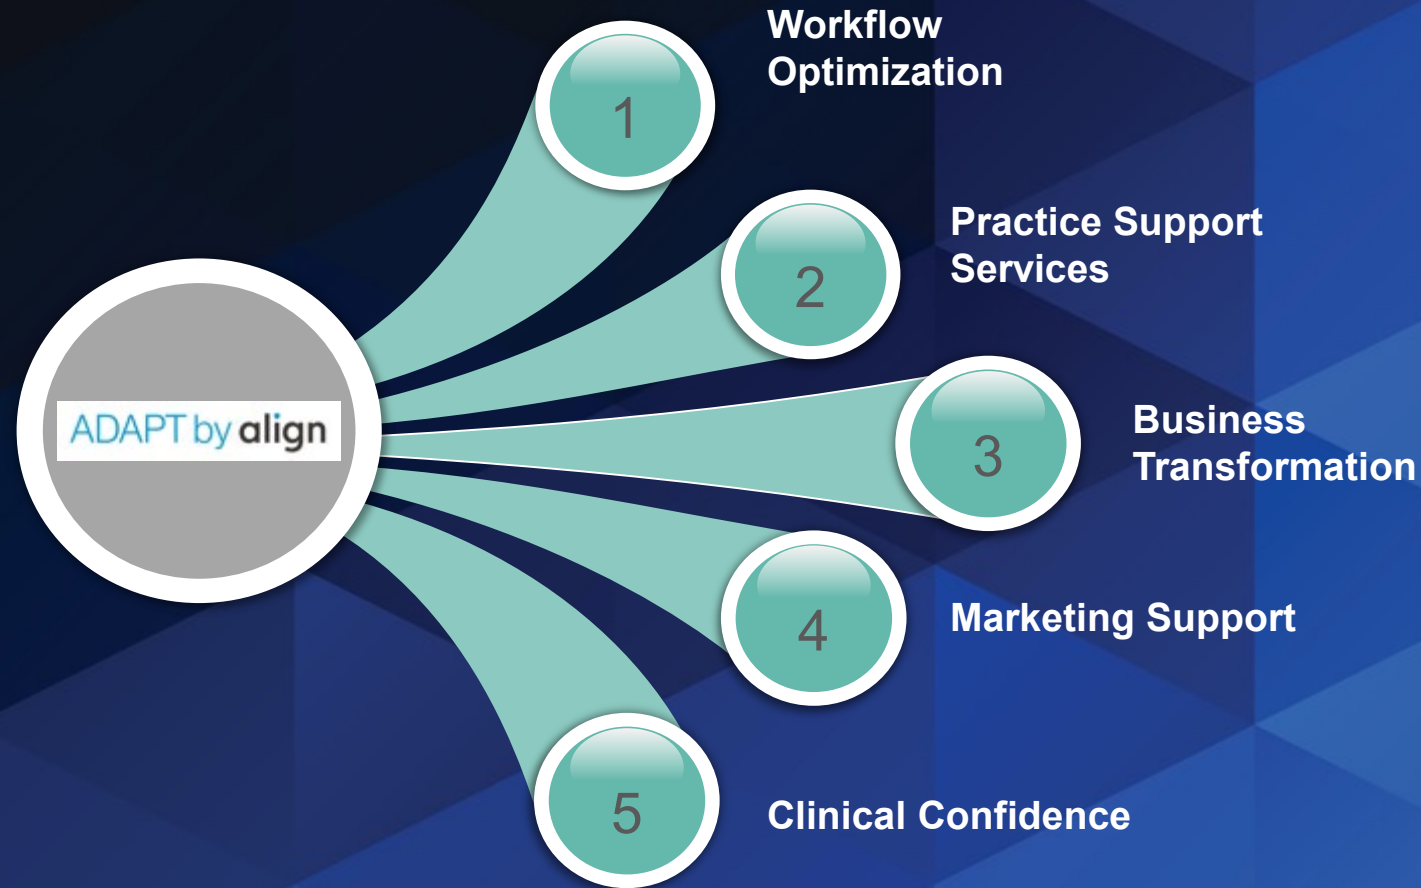 Workflow
Optimization
1
Practice Support
Services
2
ADAPT by align
Business
Transformation
3
Marketing Support
4
Clinical Confidence
5